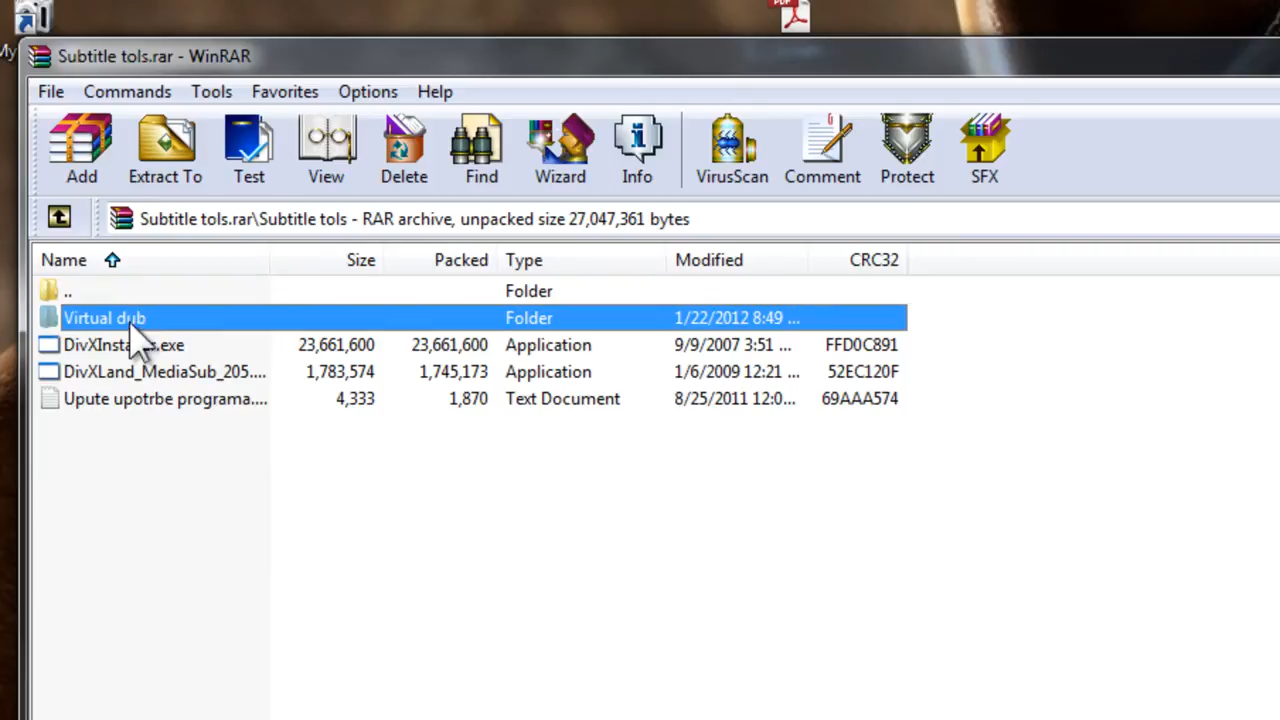 PDF
My
Subtitle tols.rar - WinRAR
File Commands Tools Favorites Options Help
Add Extract To Test View Delete Find Wizard Info VirusScan Comment Protect SFX
Subtitle tols.rar\Subtitle tols - RAR archive, unpacked size 27,047,361 bytes
Name Size Packed Type Modified CRC32
.. Folder
Virtual dub Folder 1/22/2012 8:49 ...
.exe 23,661,600 23,661,600 Application 9/9/2007 3:51 ... FFD0C891
DivXLand_MediaSub_205.... 1,783,574 1,745,173 Application 1/6/2009 12:21 ... 52EC120F
Upute upotrbe programa.... 4,333 1,870 Text Document 8/25/2011 12:0... 69AAA574